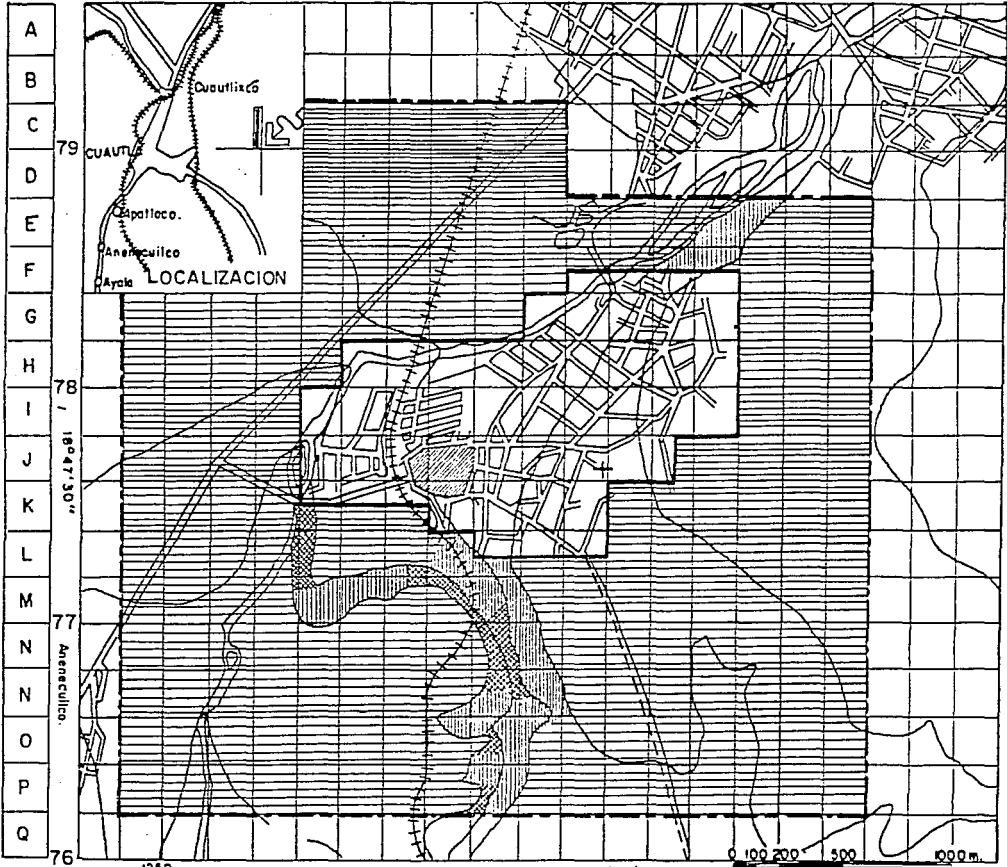 A
B
C
D
E
F
G
H
I
J
K
L
M
N
N
O
P
Q
79
78
18°47'30"
77
Anenecuilco.
76
Cuautlixco
CUAUTLA
Apatlaco.
Anenecuilco
Ayala
LOCALIZACION
1250
0 100 200 500 1000 m.